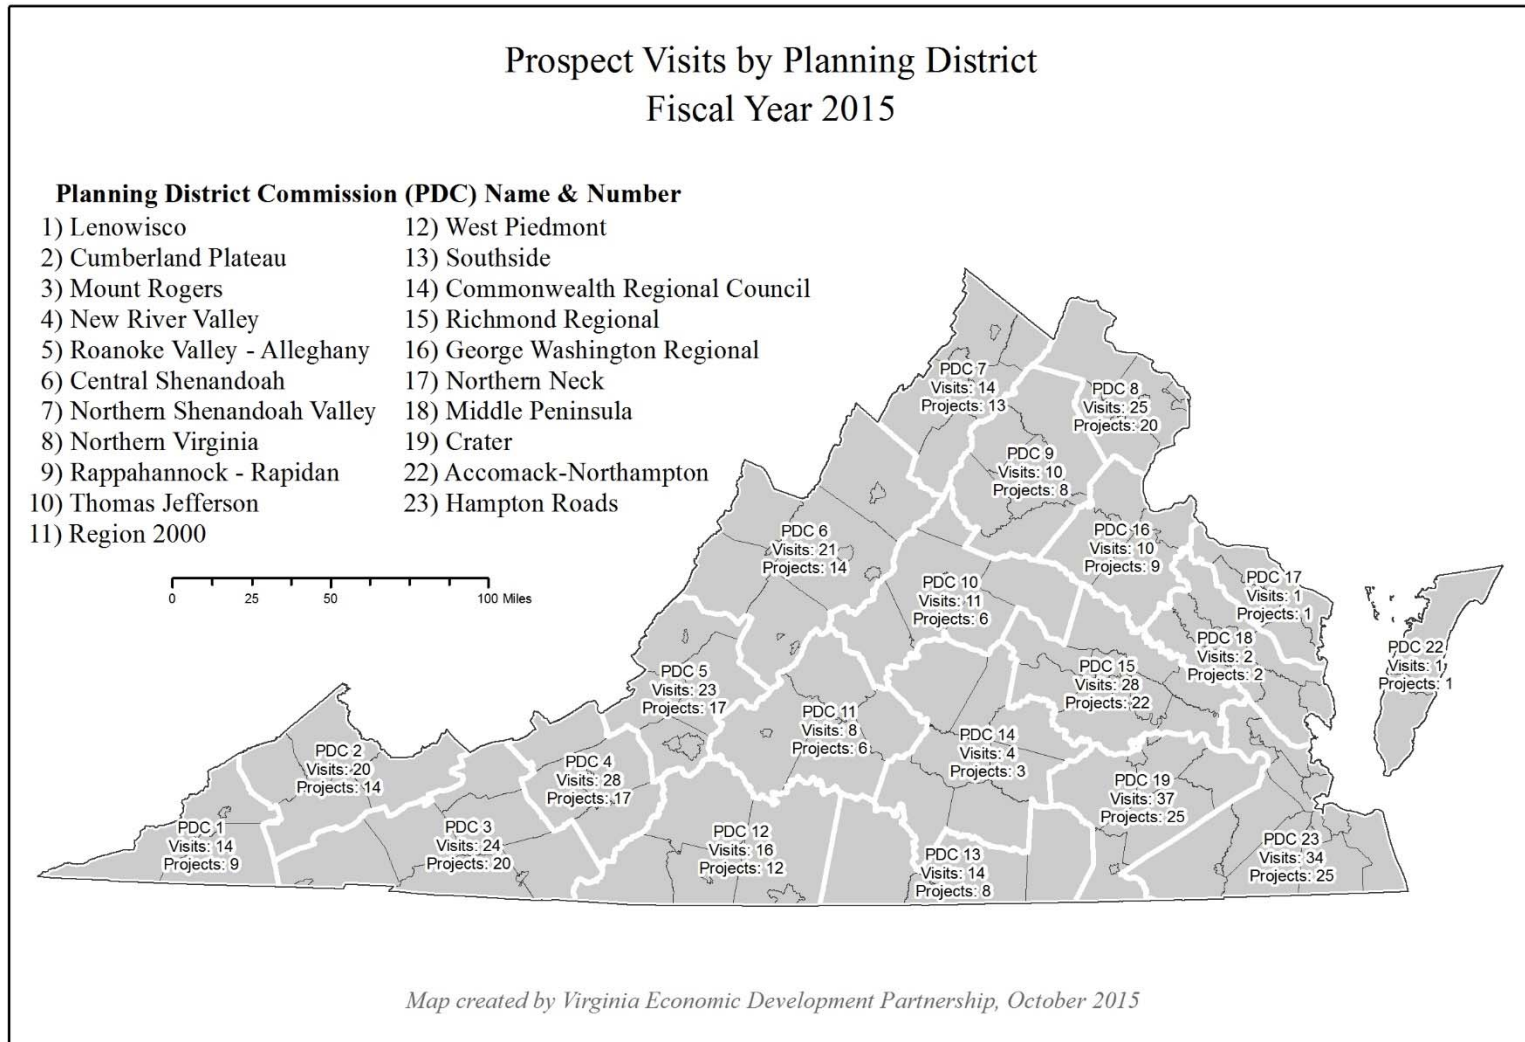 Prospect Visits by Planning District
Fiscal Year 2015
Planning District Commission (PDC) Name & Number
1) Lenowisco
2) Cumberland Plateau
3) Mount Rogers
4) New River Valley
5) Roanoke Valley - Alleghany
6) Central Shenandoah
7) Northern Shenandoah Valley
8) Northern Virginia
9) Rappahannock - Rapidan
10) Thomas Jefferson
11) Region 2000
12) West Piedmont
13) Southside
14) Commonwealth Regional Council
15) Richmond Regional
16) George Washington Regional
17) Northern Neck
18) Middle Peninsula
19) Crater
22) Accomack-Northampton
23) Hampton Roads
0 25 50 100 Miles
PDC 7
Visits: 14
Projects: 13
PDC 8
Visits: 25
Projects: 20
PDC 9
Visits: 10
Projects: 8
PDC 6
Visits: 21
Projects: 14
PDC 16
Visits: 10
Projects: 9
PDC 10
Visits: 11
Projects: 6
PDC 17
Visits: 1
Projects: 1
PDC 18
Visits: 2
Projects: 2
PDC 22
Visits: 1
Projects: 1
PDC 5
Visits: 23
Projects: 17
PDC 15
Visits: 28
Projects: 22
PDC 11
Visits: 8
Projects: 6
PDC 14
Visits: 4
Projects: 3
PDC 2
Visits: 20
Projects: 14
PDC 4
Visits: 28
Projects: 17
PDC 19
Visits: 37
Projects: 25
PDC 1
Visits: 14
Projects: 9
PDC 3
Visits: 24
Projects: 20
PDC 12
Visits: 16
Projects: 12
PDC 13
Visits: 14
Projects: 8
PDC 23
Visits: 34
Projects: 25
Map created by Virginia Economic Development Partnership, October 2015